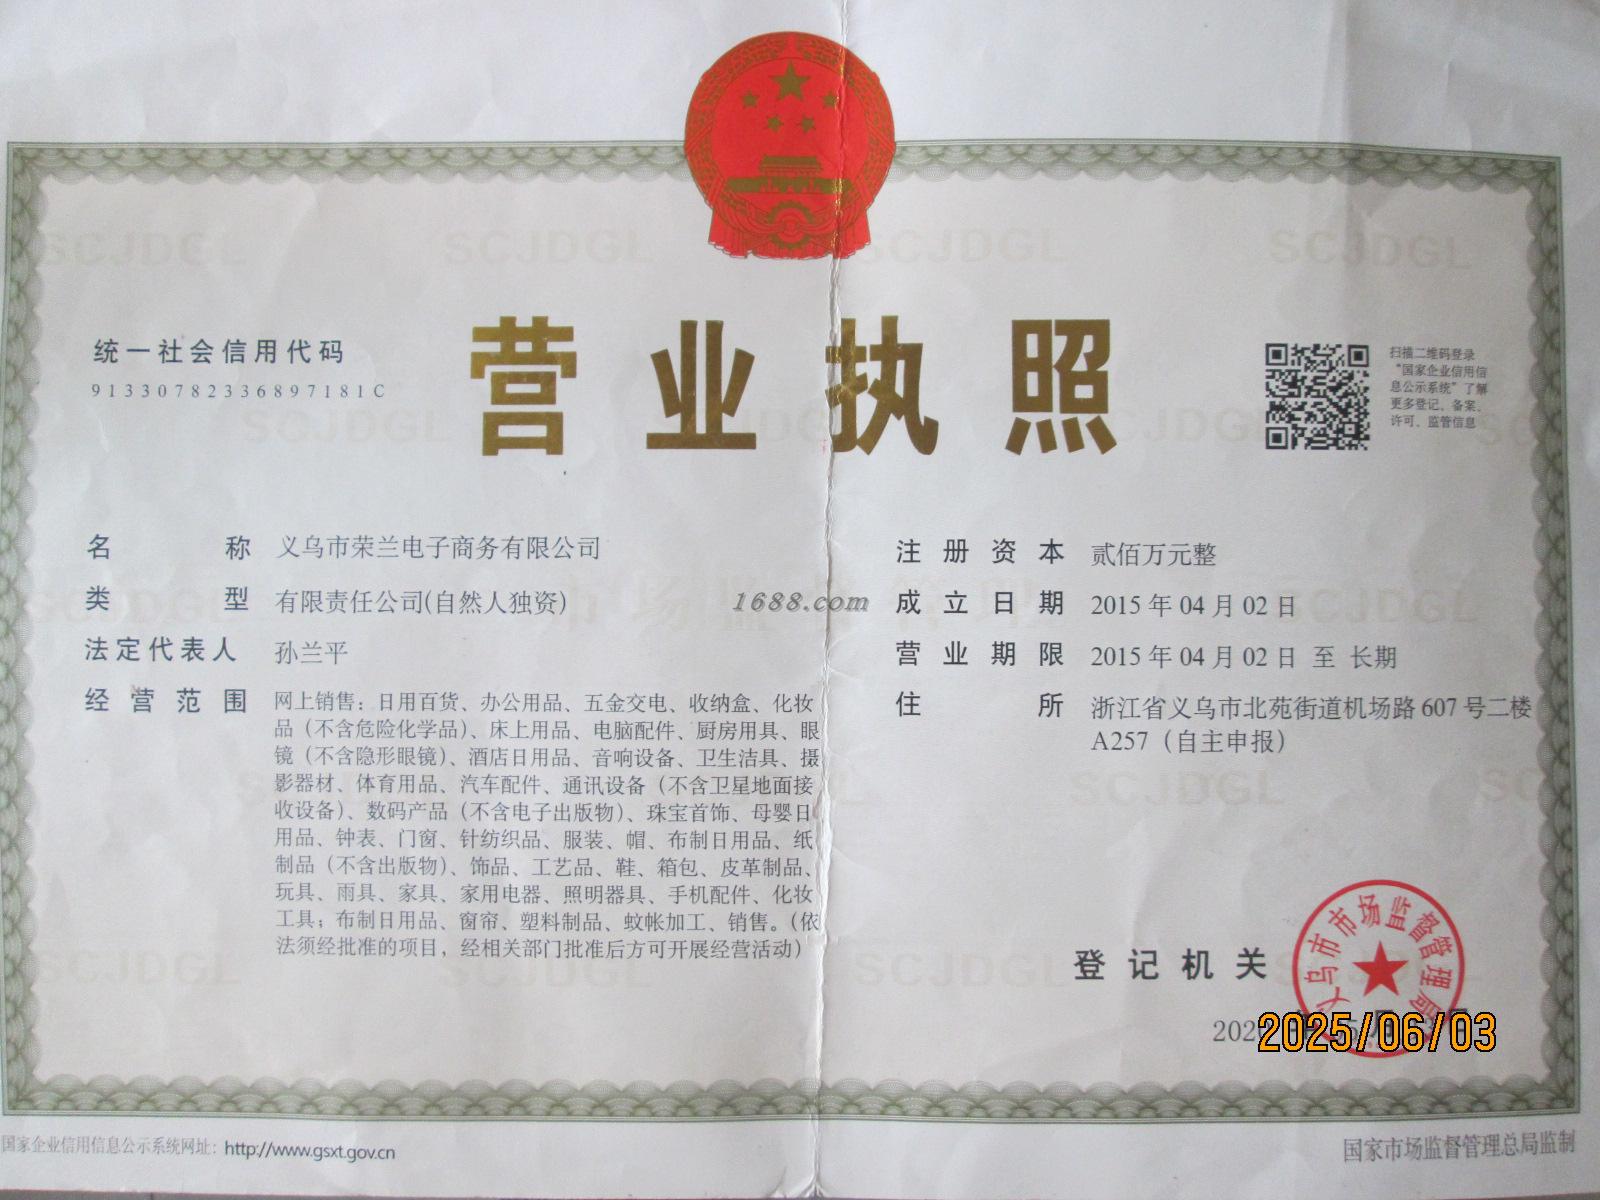 营业执照
统一社会信用代码
91330782336897181C
扫描二维码登录
“国家企业信用信
息公示系统”了解
更多登记、备案、
许可、监管信息
名称 义乌市荣兰电子商务有限公司
类型 有限责任公司(自然人独资)
法定代表人 孙兰平
经营范围 网上销售：日用百货、办公用品、五金交电、收纳盒、化妆
品（不含危险化学品）、床上用品、电脑配件、厨房用具、眼
镜（不含隐形眼镜）、酒店日用品、音响设备、卫生洁具、摄
影器材、体育用品、汽车配件、通讯设备（不含卫星地面接
收设备）、数码产品（不含电子出版物）、珠宝首饰、母婴日
用品、钟表、门窗、针纺织品、服装、帽、布制日用品、纸
制品（不含出版物）、饰品、工艺品、鞋、箱包、皮革制品、
玩具、雨具、家具、家用电器、照明器具、手机配件、化妆
工具；布制日用品、窗帘、塑料制品、蚊帐加工、销售。（依
法须经批准的项目，经相关部门批准后方可开展经营活动）
1688.com
注册资本 贰佰万元整
成立日期 2015年04月02日
营业期限 2015年04月02日 至 长期
住所 浙江省义乌市北苑街道机场路607号二楼
A257（自主申报）
登记机关
义乌市市场监督管理局
2025/06/03
国家企业信用信息公示系统网址：http://www.gsxt.gov.cn
国家市场监督管理总局监制
SCJDGL
市场监督管理